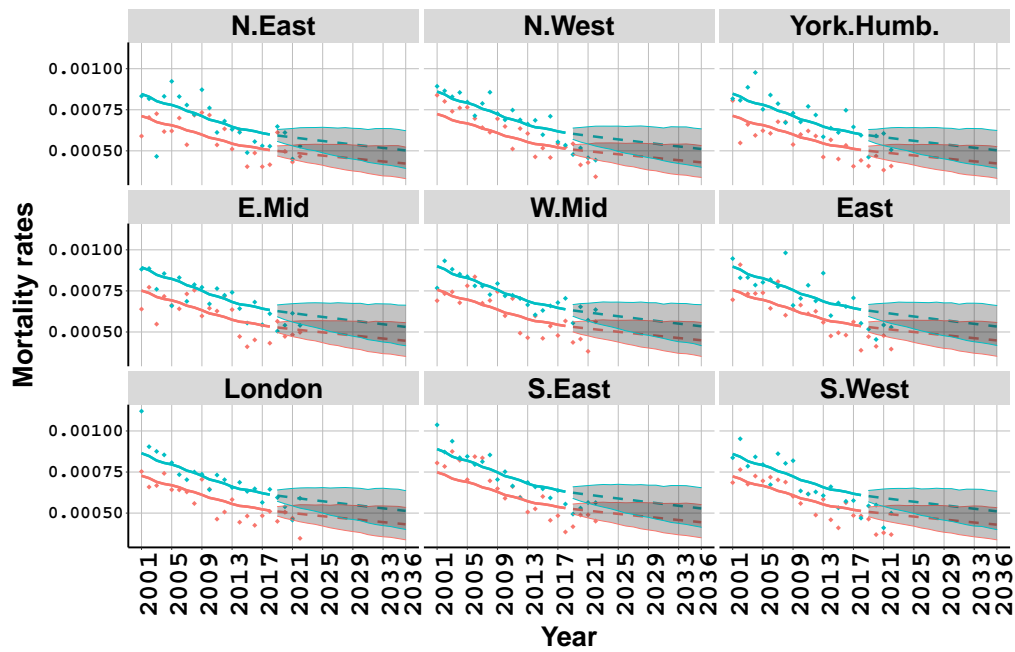 N.East N.West York.Humb.
0.00100
0.00075
0.00050
E.Mid W.Mid East
0.00100
0.00075
0.00050
London S.East S.West
0.00100
0.00075
0.00050
2001 2005 2009 2013 2017 2021 2029 2033 2036 2001 2005 2009 2013 2017 2021 2029 2033 2036 2001 2005 2009 2013 2017 2021 2029 2033 2036
Year
Mortality rates